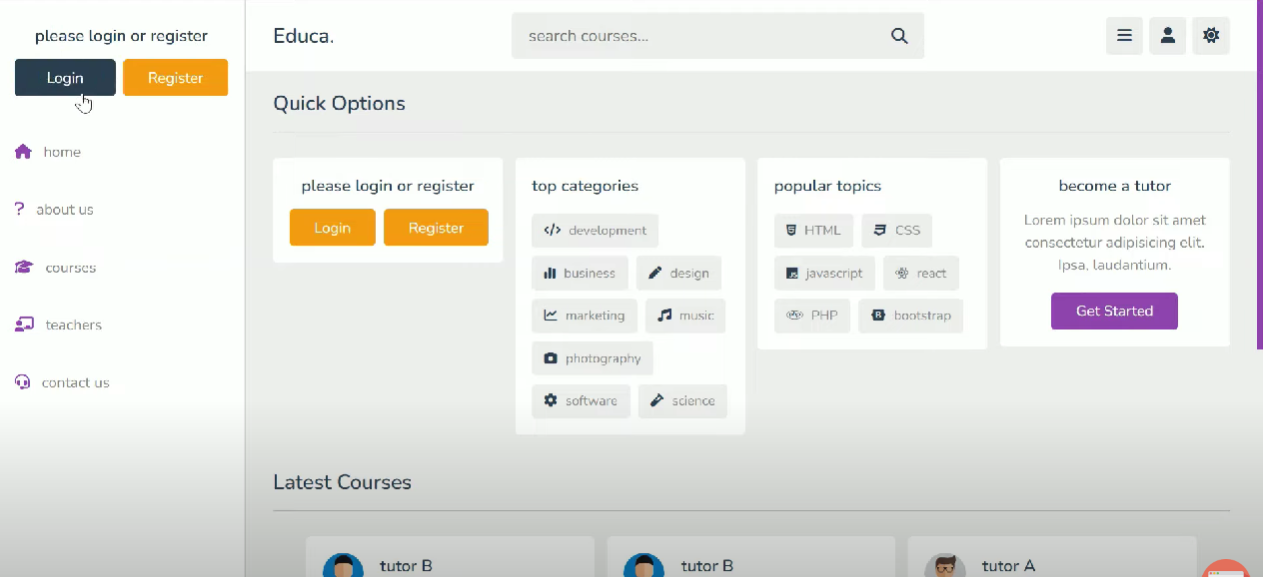 please login or register
Login Register
home
about us
courses
teachers
contact us
Educa.
search courses...
Quick Options
please login or register
Login Register
top categories
development
business design
marketing music
photography
software science
popular topics
HTML CSS
javascript react
PHP bootstrap
become a tutor
Lorem ipsum dolor sit amet
consectetur adipisicing elit.
Ipsa, laudantium.
Get Started
Latest Courses
tutor B
tutor B
tutor A